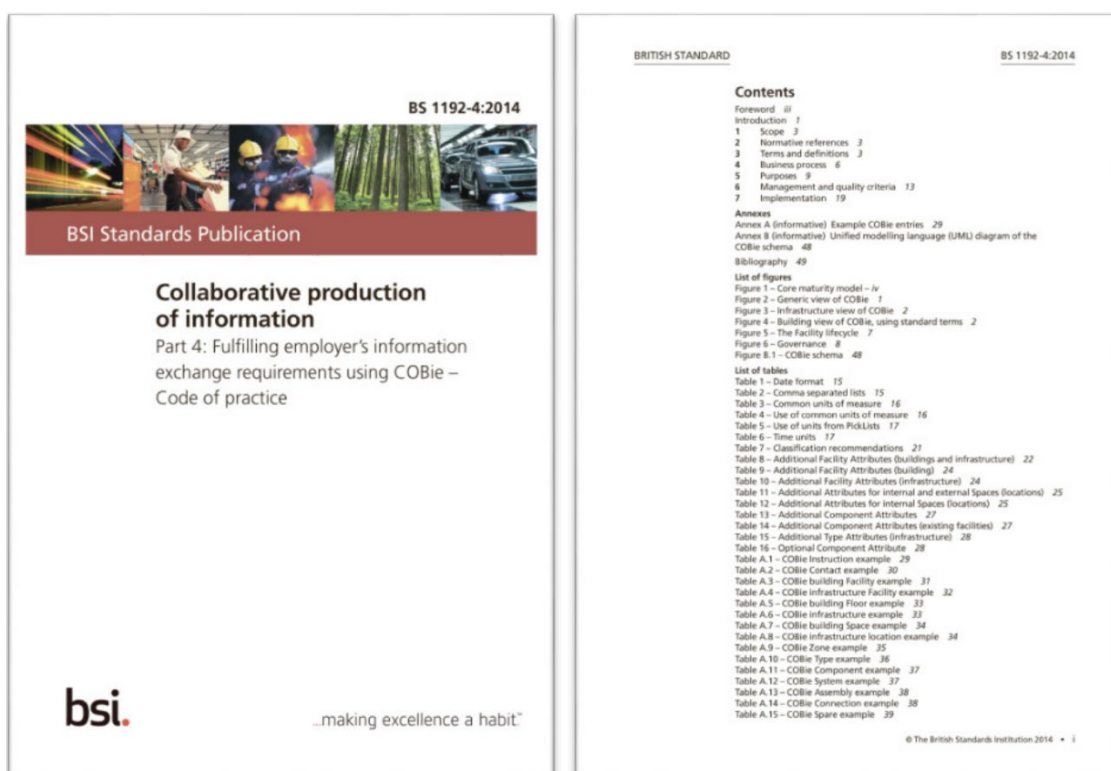 BS 1192-4:2014
BSI Standards Publication
Collaborative production
of information
Part 4: Fulfilling employer's information
exchange requirements using COBie –
Code of practice
bsi.
...making excellence a habit.™
BRITISH STANDARD BS 1192-4:2014
Contents
Foreword iii
Introduction 1
1 Scope 3
2 Normative references 3
3 Terms and definitions 3
4 Business process 6
5 Purposes 9
6 Management and quality criteria 13
7 Implementation 19
Annexes
Annex A (informative) Example COBie entries 29
Annex B (informative) Unified modelling language (UML) diagram of the
COBie schema 48
Bibliography 49
List of figures
Figure 1 – Core maturity model – iv
Figure 2 – Generic view of COBie 1
Figure 3 – Infrastructure view of COBie 2
Figure 4 – Building view of COBie, using standard terms 2
Figure 5 – The Facility lifecycle 7
Figure 6 – Governance 8
Figure B.1 – COBie schema 48
List of tables
Table 1 – Date format 15
Table 2 – Comma separated lists 15
Table 3 – Common units of measure 16
Table 4 – Use of common units of measure 16
Table 5 – Use of units from PickLists 17
Table 6 – Time units 17
Table 7 – Classification recommendations 21
Table 8 – Additional Facility Attributes (buildings and infrastructure) 22
Table 9 – Additional Facility Attributes (building) 24
Table 10 – Additional Facility Attributes (infrastructure) 24
Table 11 – Additional Attributes for internal and external Spaces (locations) 25
Table 12 – Additional Attributes for internal Spaces (locations) 25
Table 13 – Additional Component Attributes 27
Table 14 – Additional Component Attributes (existing facilities) 27
Table 15 – Additional Type Attributes (infrastructure) 28
Table 16 – Optional Component Attribute 28
Table A.1 – COBie Instruction example 29
Table A.2 – COBie Contact example 30
Table A.3 – COBie building Facility example 31
Table A.4 – COBie infrastructure Facility example 32
Table A.5 – COBie building Floor example 33
Table A.6 – COBie infrastructure example 33
Table A.7 – COBie building Space example 34
Table A.8 – COBie infrastructure location example 34
Table A.9 – COBie Zone example 35
Table A.10 – COBie Type example 36
Table A.11 – COBie Component example 37
Table A.12 – COBie System example 37
Table A.13 – COBie Assembly example 38
Table A.14 – COBie Connection example 38
Table A.15 – COBie Spare example 39
© The British Standards Institution 2014 • i